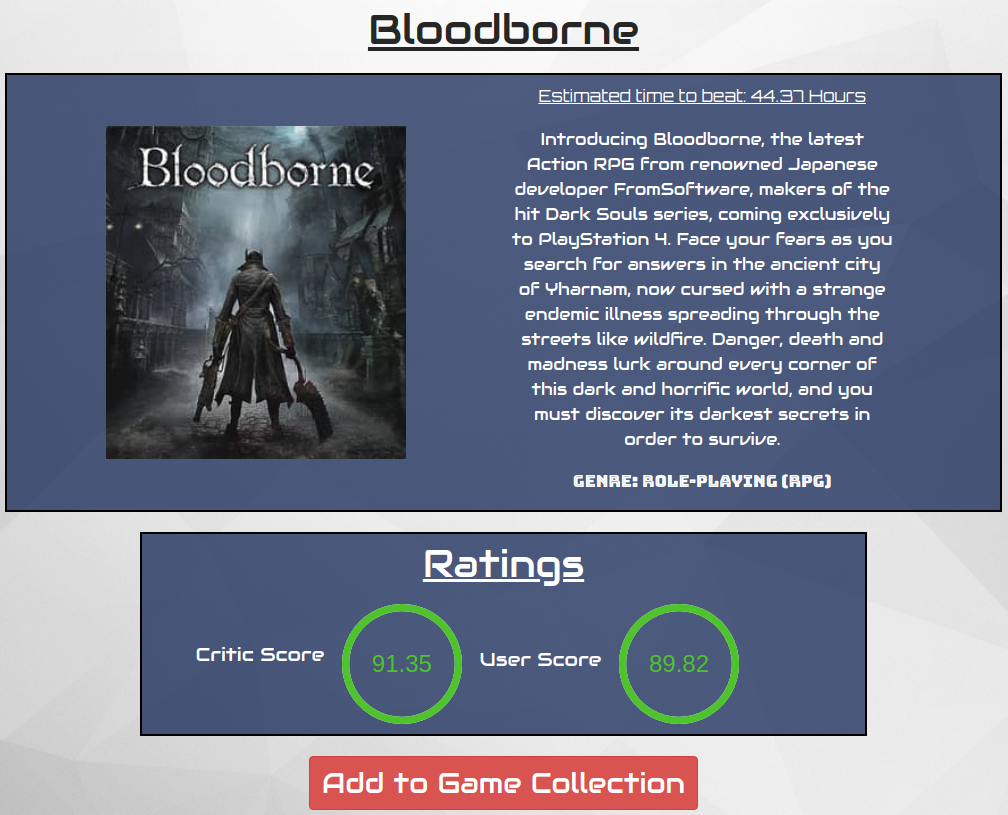 Bloodborne
Bloodborne
Estimated time to beat: 44.37 Hours
Introducing Bloodborne, the latest
Action RPG from renowned Japanese
developer FromSoftware, makers of the
hit Dark Souls series, coming exclusively
to PlayStation 4. Face your fears as you
search for answers in the ancient city
of Yharnam, now cursed with a strange
endemic illness spreading through the
streets like wildfire. Danger, death and
madness lurk around every corner of
this dark and horrific world, and you
must discover its darkest secrets in
order to survive.
GENRE: ROLE-PLAYING (RPG)
Ratings
Critic Score 91.35 User Score 89.82
Add to Game Collection